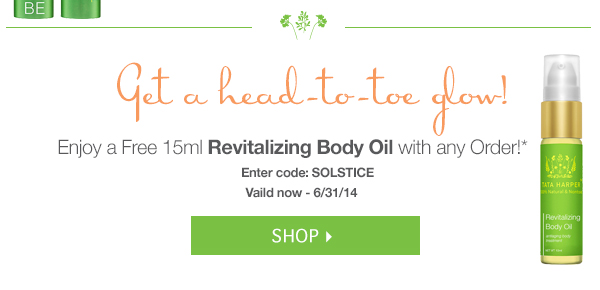 BE
Get a head-to-toe glow!
Enjoy a Free 15ml Revitalizing Body Oil with any Order!*
Enter code: SOLSTICE
Vaild now - 6/31/14
SHOP
TATA HARPER
Revitalizing
Body Oil